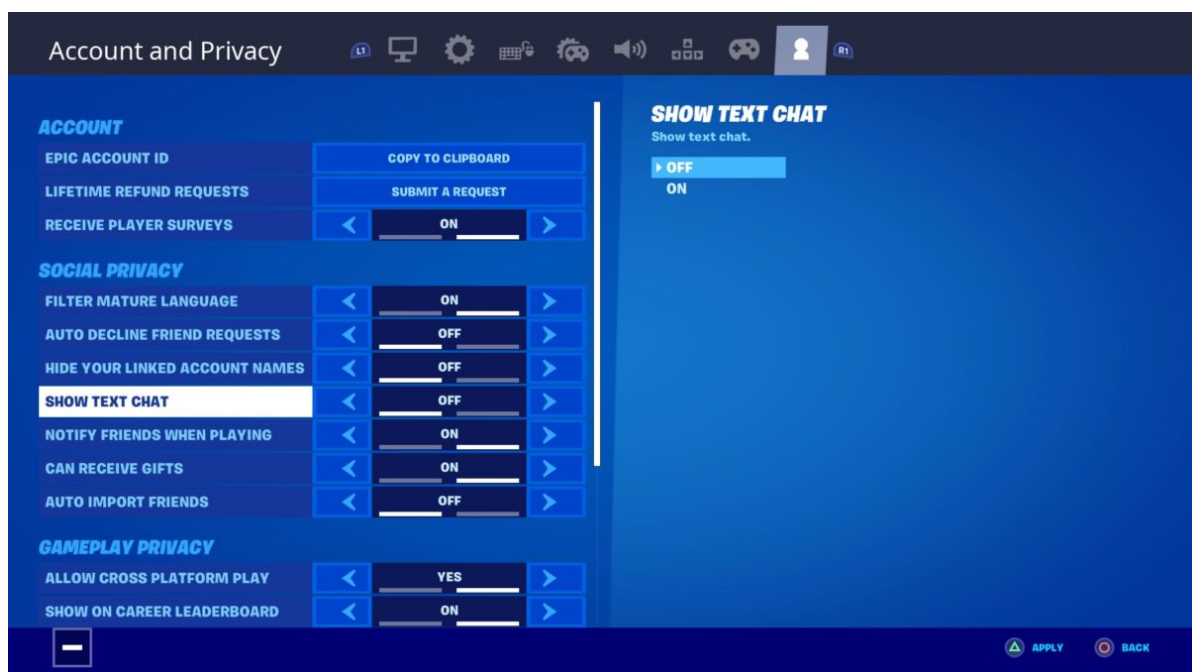 Account and Privacy L1 R1
ACCOUNT
EPIC ACCOUNT ID COPY TO CLIPBOARD
LIFETIME REFUND REQUESTS SUBMIT A REQUEST
RECEIVE PLAYER SURVEYS ON
SOCIAL PRIVACY
FILTER MATURE LANGUAGE ON
AUTO DECLINE FRIEND REQUESTS OFF
HIDE YOUR LINKED ACCOUNT NAMES OFF
SHOW TEXT CHAT OFF
NOTIFY FRIENDS WHEN PLAYING ON
CAN RECEIVE GIFTS ON
AUTO IMPORT FRIENDS OFF
GAMEPLAY PRIVACY
ALLOW CROSS PLATFORM PLAY YES
SHOW ON CAREER LEADERBOARD ON
SHOW TEXT CHAT
Show text chat.
OFF
ON
APPLY BACK